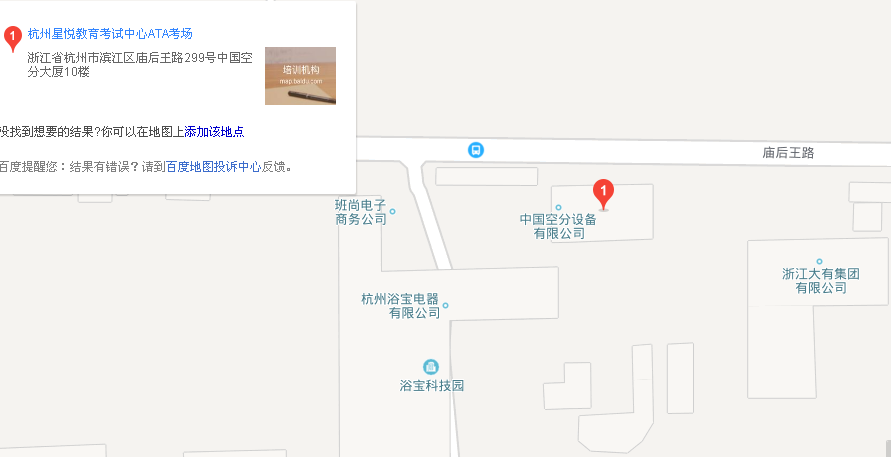 1
杭州星悦教育考试中心ATA考场
浙江省杭州市滨江区庙后王路299号中国空
分大厦10楼
培训机构
map.baidu.com
没找到想要的结果?你可以在地图上添加该地点
百度提醒您：结果有错误？请到百度地图投诉中心反馈。
庙后王路
班尚电子
商务公司
1
中国空分设备
有限公司
浙江大有集团
有限公司
杭州浴宝电器
有限公司
浴宝科技园